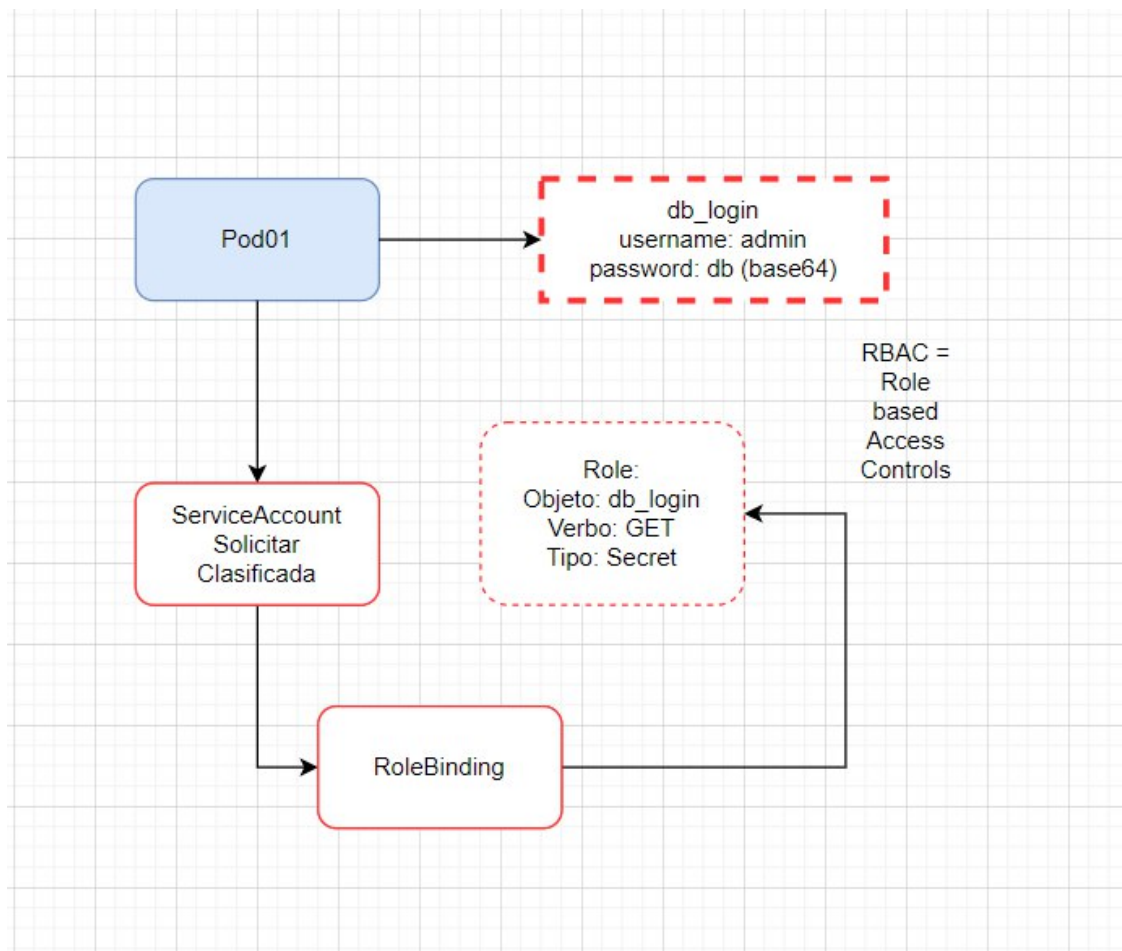 Pod01
db_login
username: admin
password: db (base64)
RBAC =
Role
based
Access
Controls
Role:
Objeto: db_login
Verbo: GET
Tipo: Secret
ServiceAccount
Solicitar
Clasificada
RoleBinding